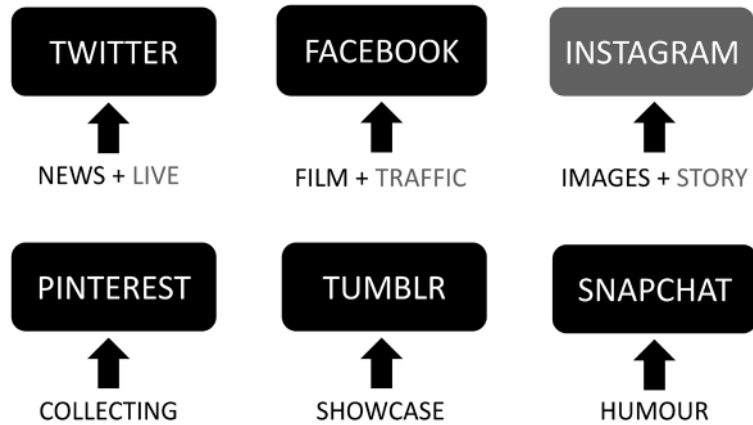 TWITTER
FACEBOOK
INSTAGRAM
NEWS + LIVE
FILM + TRAFFIC
IMAGES + STORY
PINTEREST
TUMBLR
SNAPCHAT
COLLECTING
SHOWCASE
HUMOUR